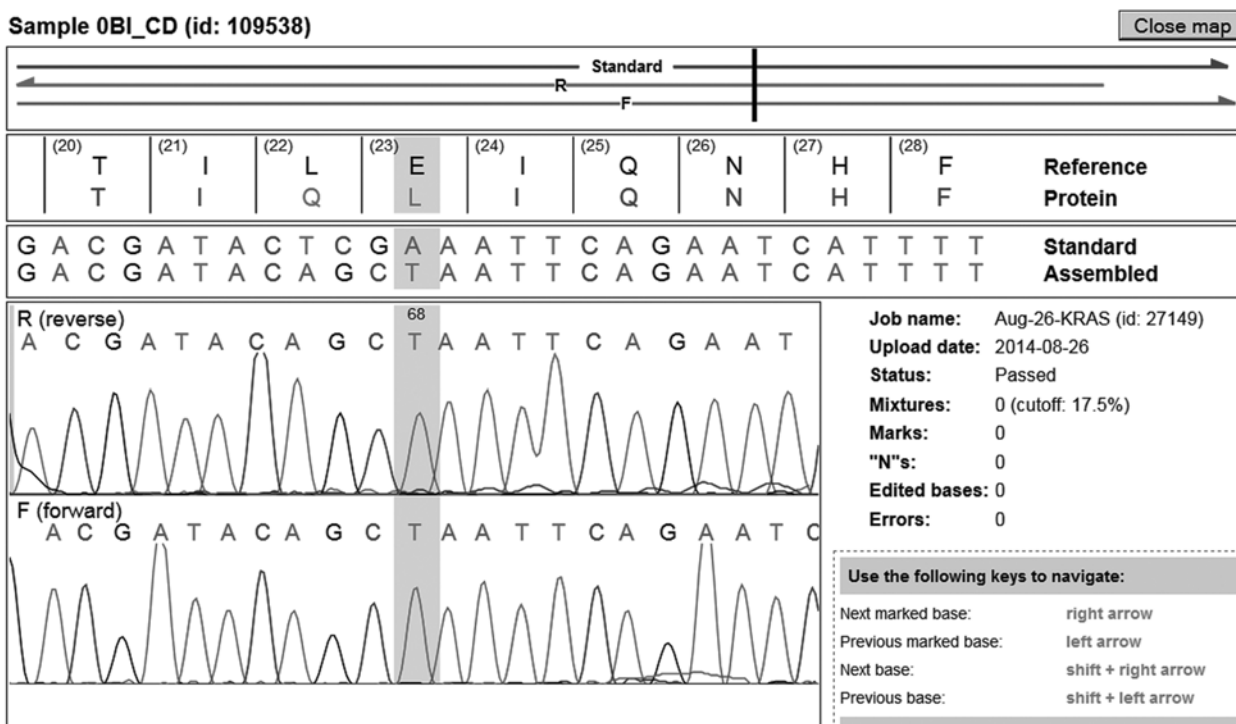 Sample 0BI_CD (id: 109538)
Close map
Standard
R
F
(20) (21) (22) (23) (24) (25) (26) (27) (28)
T I L E I Q N H F Reference
T I Q L I Q N H F Protein
G A C G A T A C T C G A A A T T C A G A A T C A T T T T Standard
G A C G A T A C A G C T A A T T C A G A A T C A T T T T Assembled
R (reverse)
68
A C G A T A C A G C T A A T T C A G A A T
F (forward)
A C G A T A C A G C T A A T T C A G A A T C
Job name: Aug-26-KRAS (id: 27149)
Upload date: 2014-08-26
Status: Passed
Mixtures: 0 (cutoff: 17.5%)
Marks: 0
"N"s: 0
Edited bases: 0
Errors: 0
Use the following keys to navigate:
Next marked base: right arrow
Previous marked base: left arrow
Next base: shift + right arrow
Previous base: shift + left arrow